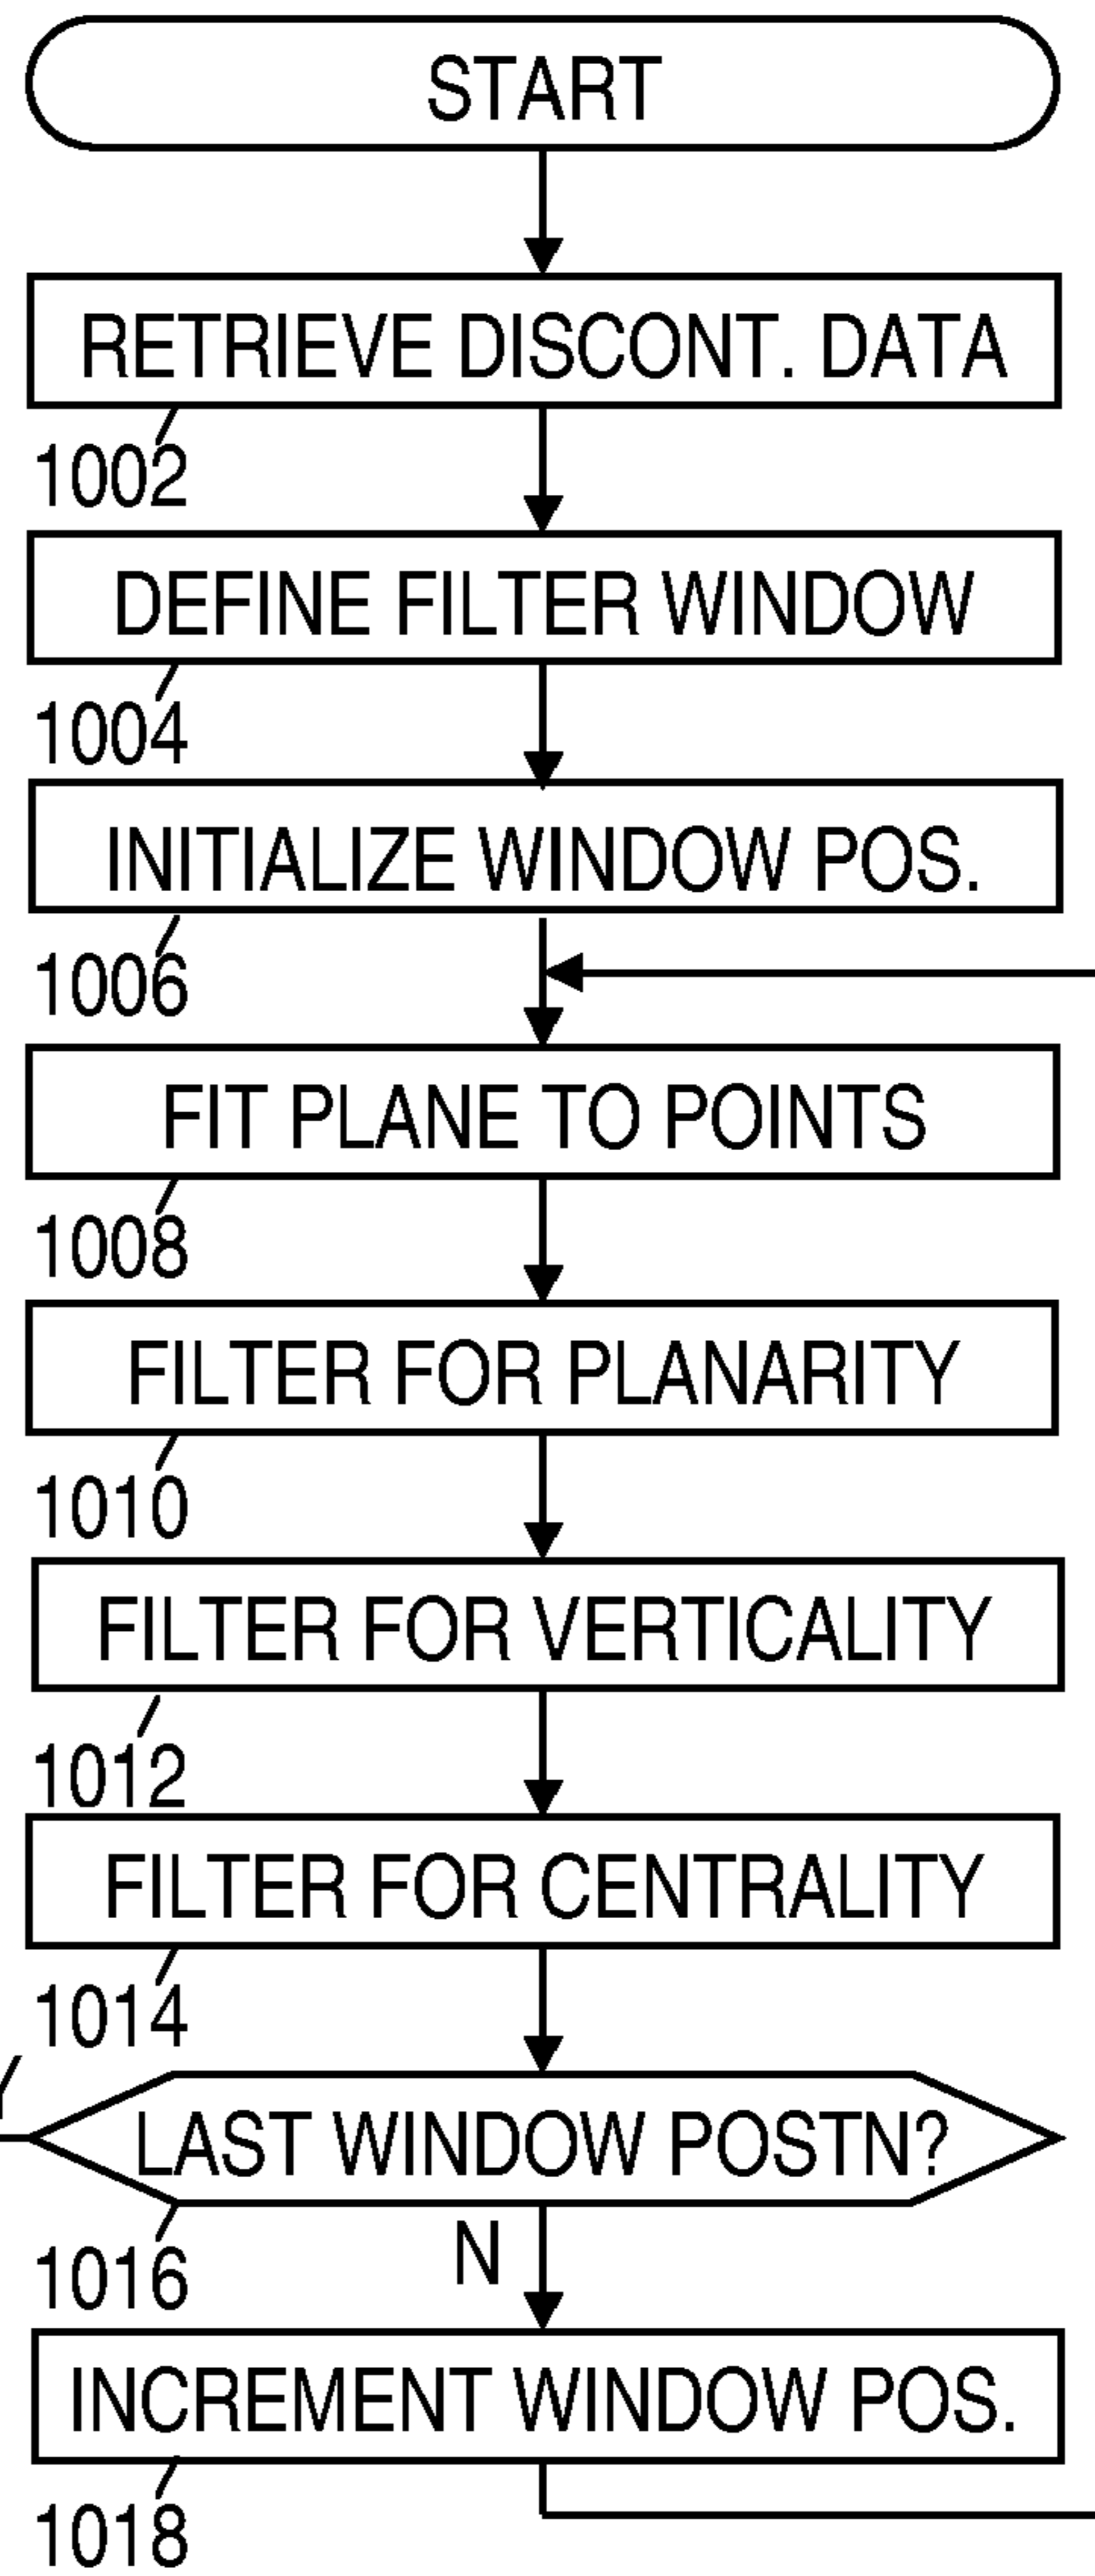 START
RETRIEVE DISCONT. DATA
1002
DEFINE FILTER WINDOW
1004
INITIALIZE WINDOW POS.
1006
FIT PLANE TO POINTS
1008
FILTER FOR PLANARITY
1010
FILTER FOR VERTICALITY
1012
FILTER FOR CENTRALITY
1014
LAST WINDOW POSTN?
1016
N
INCREMENT WINDOW POS.
1018